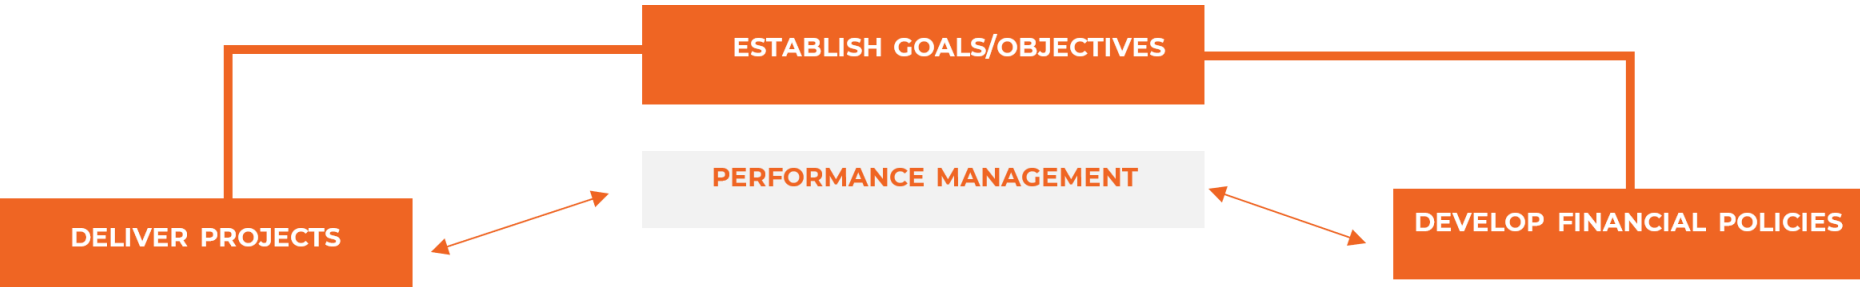 ESTABLISH GOALS/OBJECTIVES
PERFORMANCE MANAGEMENT
DELIVER PROJECTS
DEVELOP FINANCIAL POLICIES